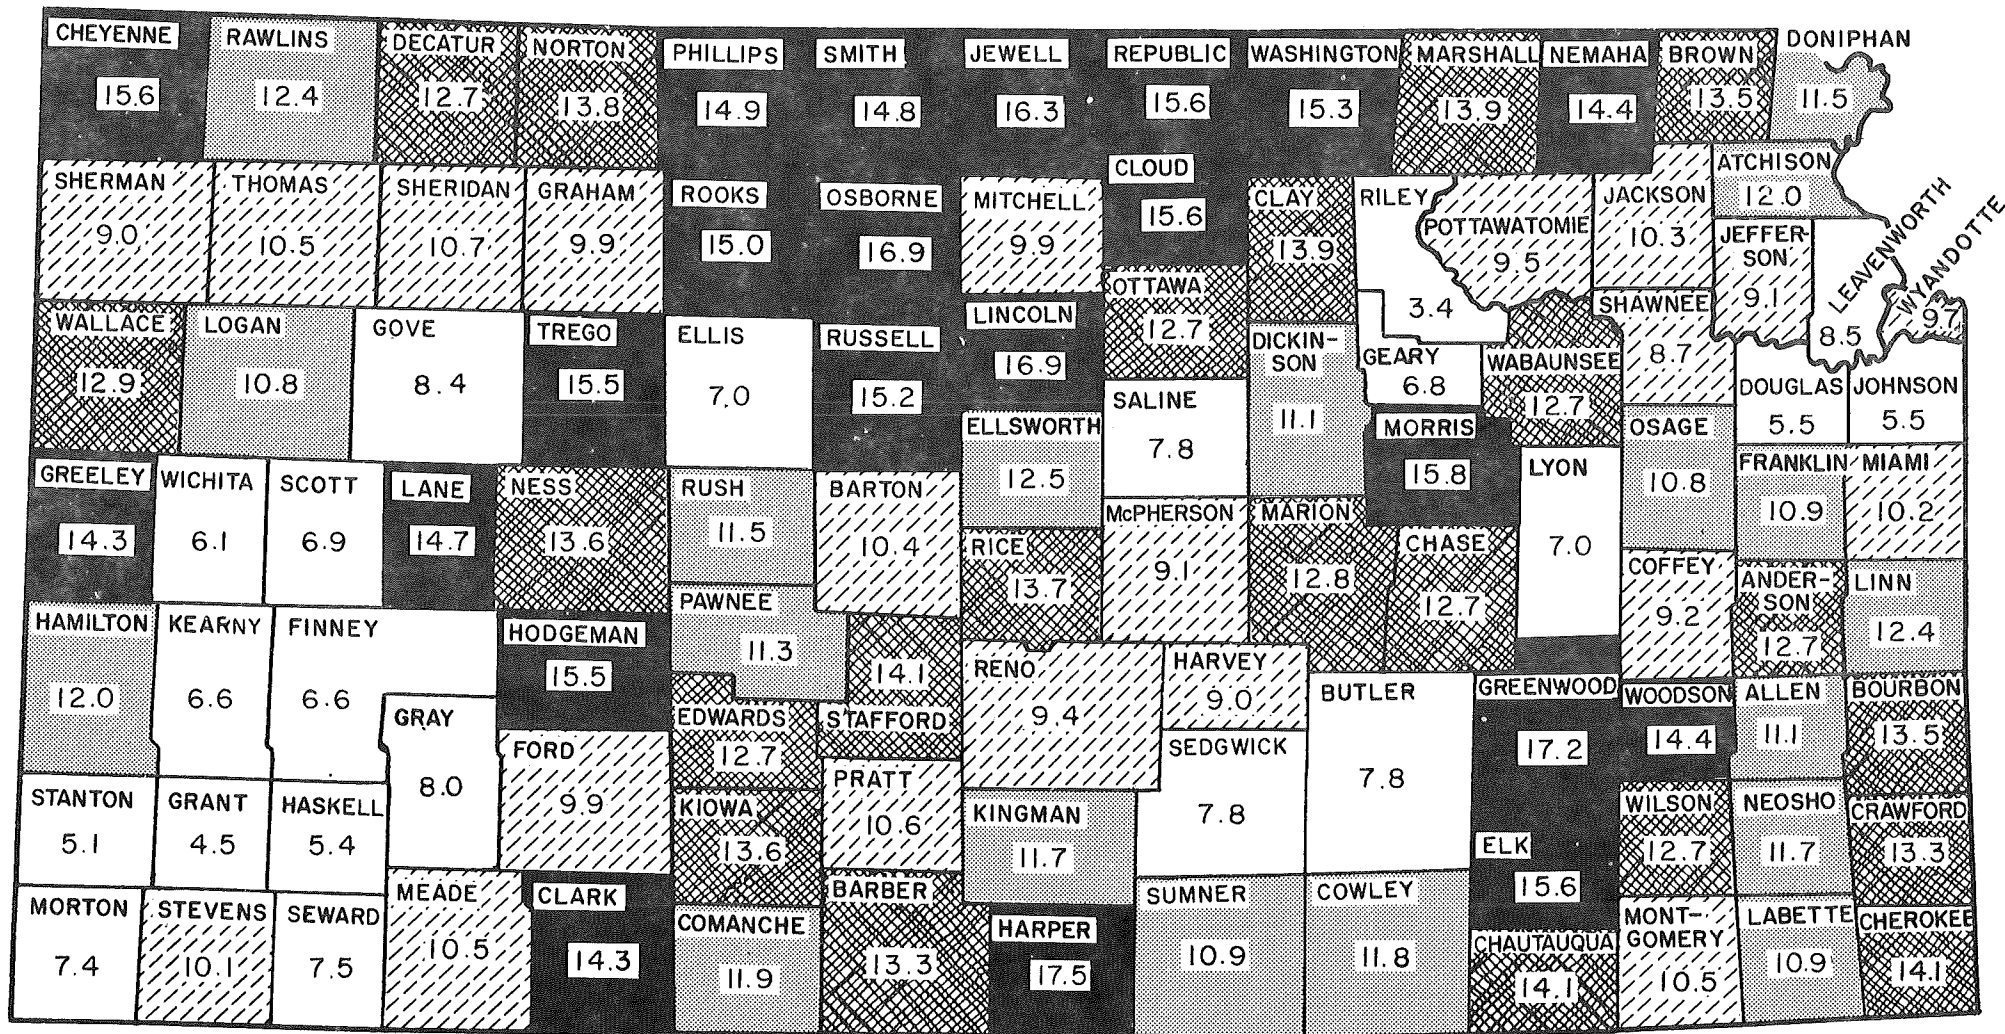 CHEYENNE
15.6
RAWLINS
12.4
DECATUR
12.7
NORTON
13.8
PHILLIPS
14.9
SMITH
14.8
JEWELL
16.3
REPUBLIC
15.6
WASHINGTON
15.3
MARSHALL
13.9
NEMAHA
14.4
BROWN
13.5
DONIPHAN
11.5
SHERMAN
9.0
THOMAS
10.5
SHERIDAN
10.7
GRAHAM
9.9
ROOKS
15.0
OSBORNE
16.9
MITCHELL
9.9
CLOUD
15.6
CLAY
13.9
RILEY
3.4
POTTAWATOMIE
9.5
JACKSON
10.3
ATCHISON
12.0
JEFFER-
SON
9.1
LEAVENWORTH
8.5
WYANDOTTE
9.7
WALLACE
12.9
LOGAN
10.8
GOVE
8.4
TREGO
15.5
ELLIS
7.0
RUSSELL
15.2
LINCOLN
16.9
OTTAWA
12.7
DICKIN-
SON
11.1
GEARY
6.8
WABAUNSEE
12.7
SHAWNEE
8.7
DOUGLAS
5.5
JOHNSON
5.5
ELLSWORTH
12.5
SALINE
7.8
MORRIS
15.8
LYON
7.0
OSAGE
10.8
FRANKLIN
10.9
MIAMI
10.2
GREELEY
14.3
WICHITA
6.1
SCOTT
6.9
LANE
14.7
NESS
13.6
RUSH
11.5
BARTON
10.4
RICE
13.7
McPHERSON
9.1
MARION
12.8
CHASE
12.7
COFFEY
9.2
ANDER-
SON
12.7
LINN
12.4
HAMILTON
12.0
KEARNY
6.6
FINNEY
6.6
GRAY
8.0
HODGEMAN
15.5
PAWNEE
11.3
EDWARDS
12.7
14.1
STAFFORD
RENO
9.4
HARVEY
9.0
BUTLER
7.8
GREENWOOD
17.2
WOODSON
14.4
ALLEN
11.1
BOURBON
13.5
FORD
9.9
KIOWA
13.6
PRATT
10.6
KINGMAN
11.7
SEDGWICK
7.8
STANTON
5.1
GRANT
4.5
HASKELL
5.4
ELK
15.6
WILSON
12.7
NEOSHO
11.7
CRAWFORD
13.3
MORTON
7.4
STEVENS
10.1
SEWARD
7.5
MEADE
10.5
CLARK
14.3
COMANCHE
11.9
BARBER
13.3
HARPER
17.5
SUMNER
10.9
COWLEY
11.8
CHAUTAUQUA
14.1
MONT-
GOMERY
10.5
LABETTE
10.9
CHEROKEE
14.1